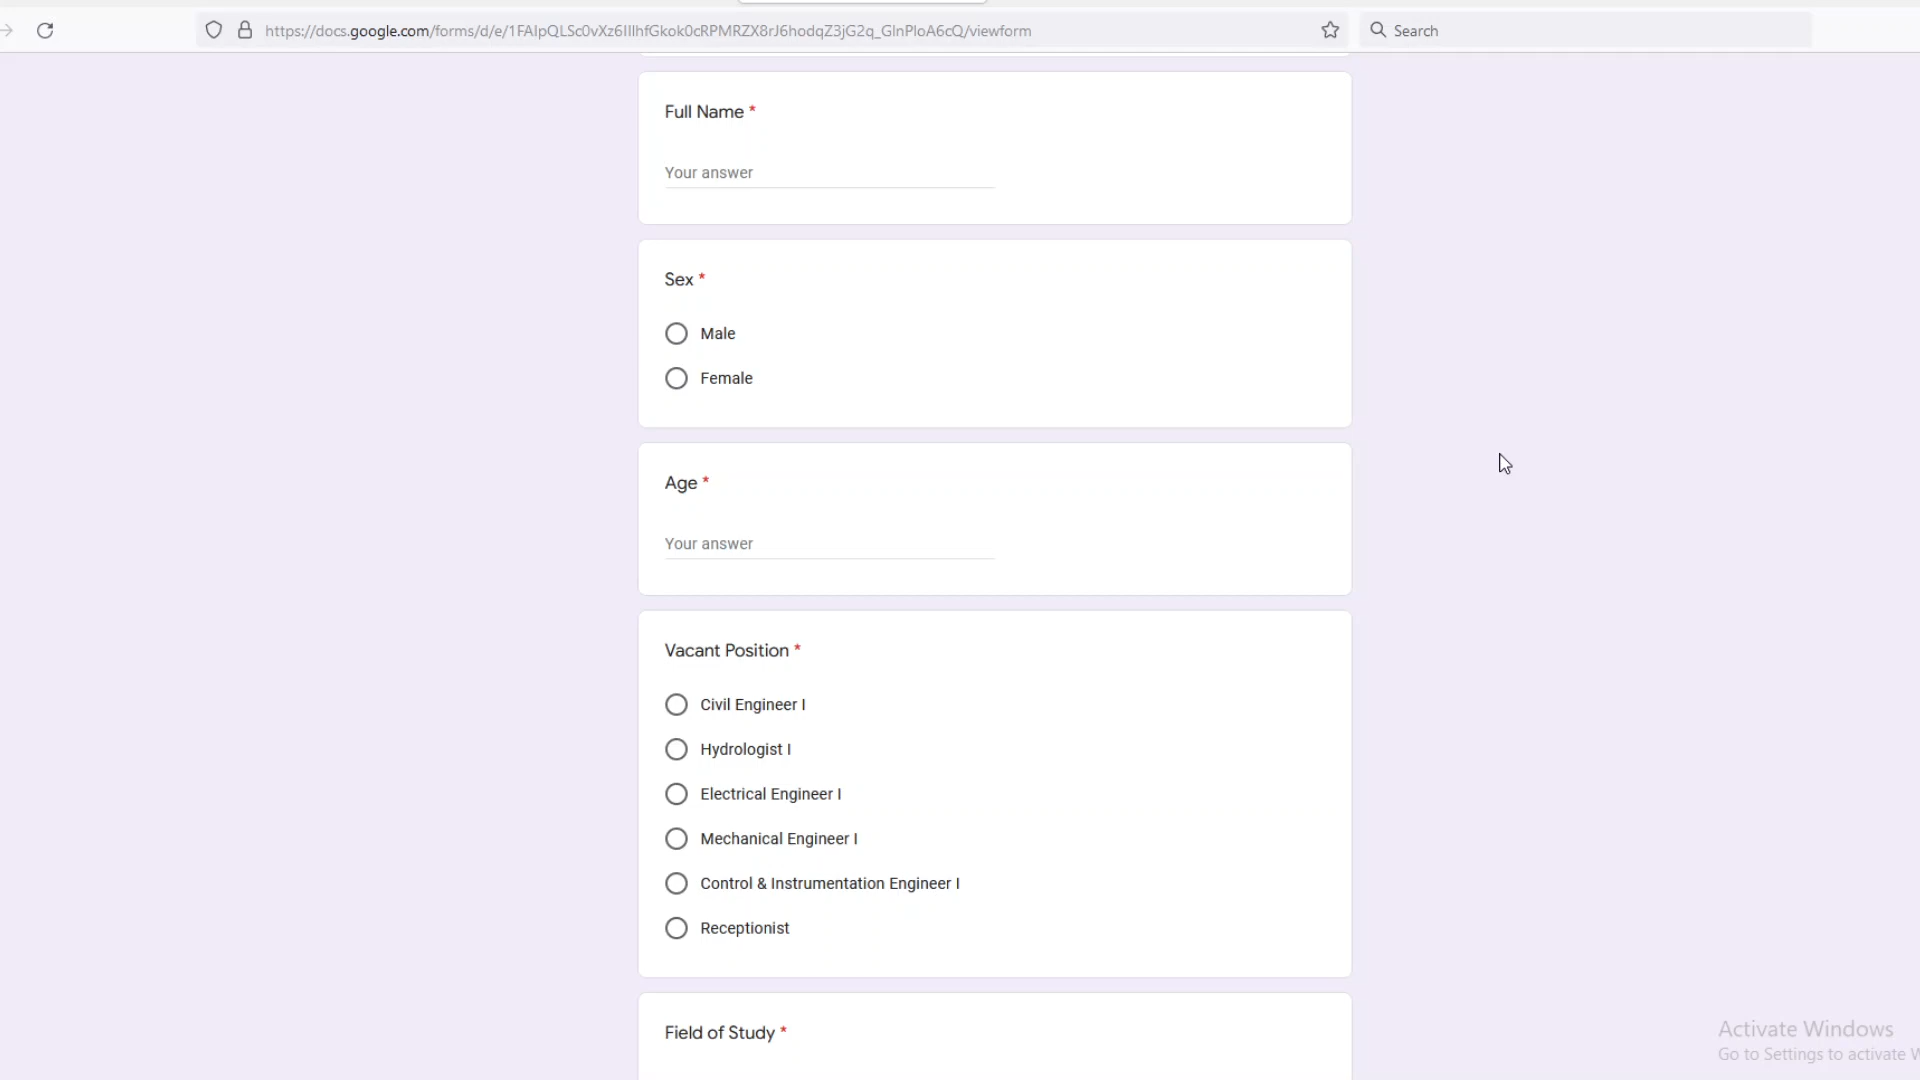 https://docs.google.com/forms/d/e/1FAIpQLSc0vXz6IIIhfGkok0cRPMRZX8rJ6hodqZ3jG2q_GInPIoA6cQ/viewform
Search
Full Name *
Your answer
Sex *
Male
Female
Age *
Your answer
Vacant Position *
Civil Engineer I
Hydrologist I
Electrical Engineer I
Mechanical Engineer I
Control & Instrumentation Engineer I
Receptionist
Field of Study *
Activate Windows
Go to Settings to activate W